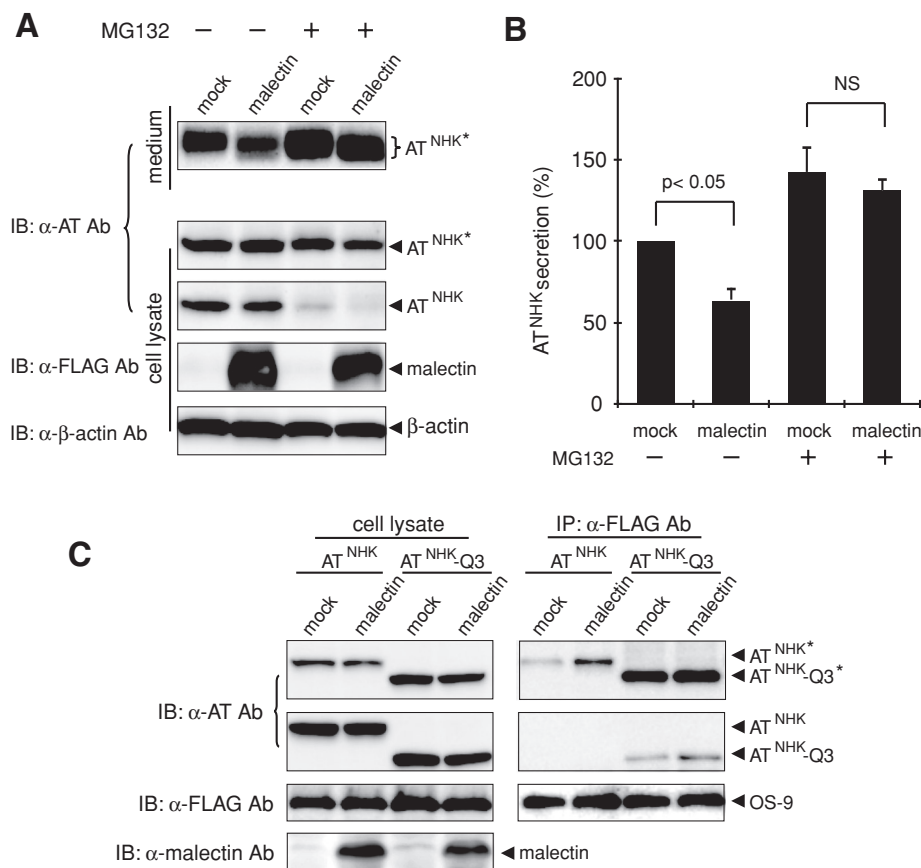 A
MG132 − − + +
mock malectin mock malectin
medium
AT NHK*
IB: α-AT Ab
AT NHK*
cell lysate
AT NHK
IB: α-FLAG Ab
malectin
IB: α-β-actin Ab
β-actin
B
200
150
100
50
0
AT NHK secretion (%)
p< 0.05
NS
mock malectin mock malectin
MG132 − − + +
C
cell lysate
IP: α-FLAG Ab
AT NHK AT NHK-Q3 AT NHK AT NHK-Q3
mock malectin mock malectin mock malectin mock malectin
AT NHK*
AT NHK-Q3*
IB: α-AT Ab
AT NHK
AT NHK-Q3
IB: α-FLAG Ab
OS-9
IB: α-malectin Ab
malectin